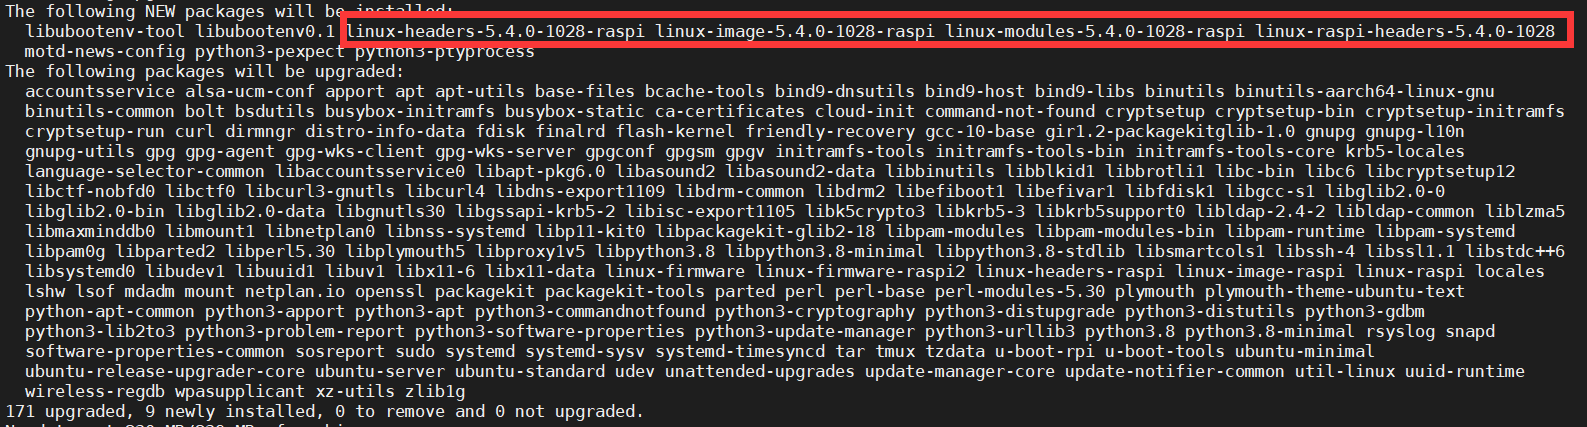 The following NEW packages will be installed:
libubootenv-tool libubootenv0.1 linux-headers-5.4.0-1028-raspi linux-image-5.4.0-1028-raspi linux-modules-5.4.0-1028-raspi linux-raspi-headers-5.4.0-1028
motd-news-config python3-pexpect python3-ptyprocess
The following packages will be upgraded:
accountsservice alsa-ucm-conf apport apt apt-utils base-files bcache-tools bind9-dnsutils bind9-host bind9-libs binutils binutils-aarch64-linux-gnu
binutils-common bolt bsdutils busybox-initramfs busybox-static ca-certificates cloud-init command-not-found cryptsetup cryptsetup-bin cryptsetup-initramfs
cryptsetup-run curl dirmngr distro-info-data fdisk finalrd flash-kernel friendly-recovery gcc-10-base gir1.2-packagekitglib-1.0 gnupg gnupg-l10n
gnupg-utils gpg gpg-agent gpg-wks-client gpg-wks-server gpgconf gpgsm gpgv initramfs-tools initramfs-tools-bin initramfs-tools-core krb5-locales
language-selector-common libaccountsservice0 libapt-pkg6.0 libasound2 libasound2-data libbinutils libblkid1 libbrotli1 libc-bin libc6 libcryptsetup12
libctf-nobfd0 libctf0 libcurl3-gnutls libcurl4 libdns-export1109 libdrm-common libdrm2 libefiboot1 libefivar1 libfdisk1 libgcc-s1 libglib2.0-0
libglib2.0-bin libglib2.0-data libgnutls30 libgssapi-krb5-2 libisc-export1105 libk5crypto3 libkrb5-3 libkrb5support0 libldap-2.4-2 libldap-common liblzma5
libmaxminddb0 libmount1 libnetplan0 libnss-systemd libp11-kit0 libpackagekit-glib2-18 libpam-modules libpam-modules-bin libpam-runtime libpam-systemd
libpam0g libparted2 libperl5.30 libplymouth5 libproxy1v5 libpython3.8 libpython3.8-minimal libpython3.8-stdlib libsmartcols1 libssh-4 libssl1.1 libstdc++6
libsystemd0 libudev1 libuuid1 libuv1 libx11-6 libx11-data linux-firmware linux-firmware-raspi2 linux-headers-raspi linux-image-raspi linux-raspi locales
lshw lsof mdadm mount netplan.io openssl packagekit packagekit-tools parted perl perl-base perl-modules-5.30 plymouth plymouth-theme-ubuntu-text
python-apt-common python3-apport python3-apt python3-commandnotfound python3-cryptography python3-distupgrade python3-distutils python3-gdbm
python3-lib2to3 python3-problem-report python3-software-properties python3-update-manager python3-urllib3 python3.8 python3.8-minimal rsyslog snapd
software-properties-common sosreport sudo systemd systemd-sysv systemd-timesyncd tar tmux tzdata u-boot-rpi u-boot-tools ubuntu-minimal
ubuntu-release-upgrader-core ubuntu-server ubuntu-standard udev unattended-upgrades update-manager-core update-notifier-common util-linux uuid-runtime
wireless-regdb wpasupplicant xz-utils zlib1g
171 upgraded, 9 newly installed, 0 to remove and 0 not upgraded.